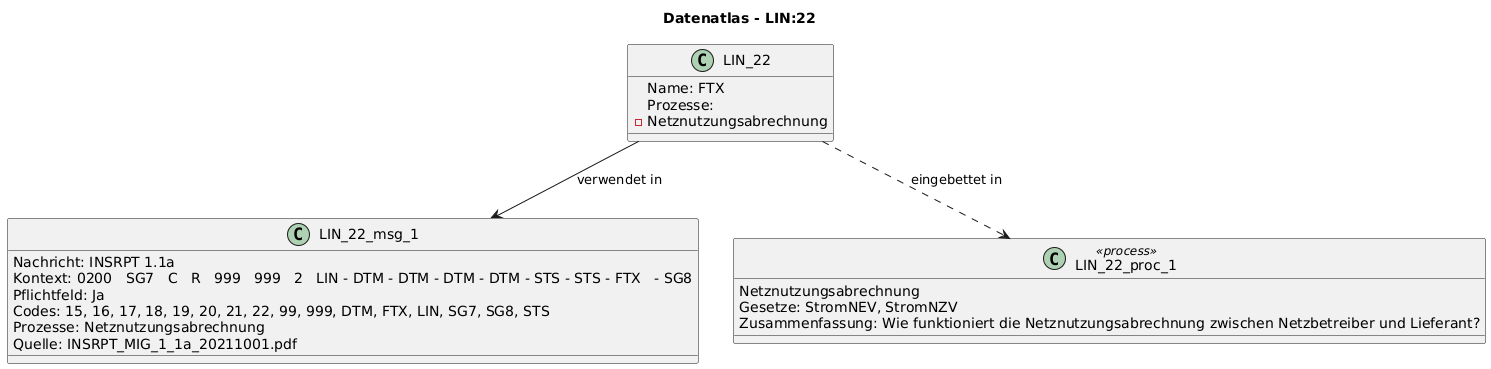 Datenatlas - LIN:22
C LIN_22
Name: FTX
Prozesse:
Netznutzungsabrechnung
verwendet in
eingebettet in
C LIN_22_msg_1
Nachricht: INSRPT 1.1a
Kontext: 0200 SG7 C R 999 999 2 LIN - DTM - DTM - DTM - DTM - STS - STS - FTX - SG8
Pflichtfeld: Ja
Codes: 15, 16, 17, 18, 19, 20, 21, 22, 99, 999, DTM, FTX, LIN, SG7, SG8, STS
Prozesse: Netznutzungsabrechnung
Quelle: INSRPT_MIG_1_1a_20211001.pdf
«process»
C LIN_22_proc_1
Netznutzungsabrechnung
Gesetze: StromNEV, StromNZV
Zusammenfassung: Wie funktioniert die Netznutzungsabrechnung zwischen Netzbetreiber und Lieferant?